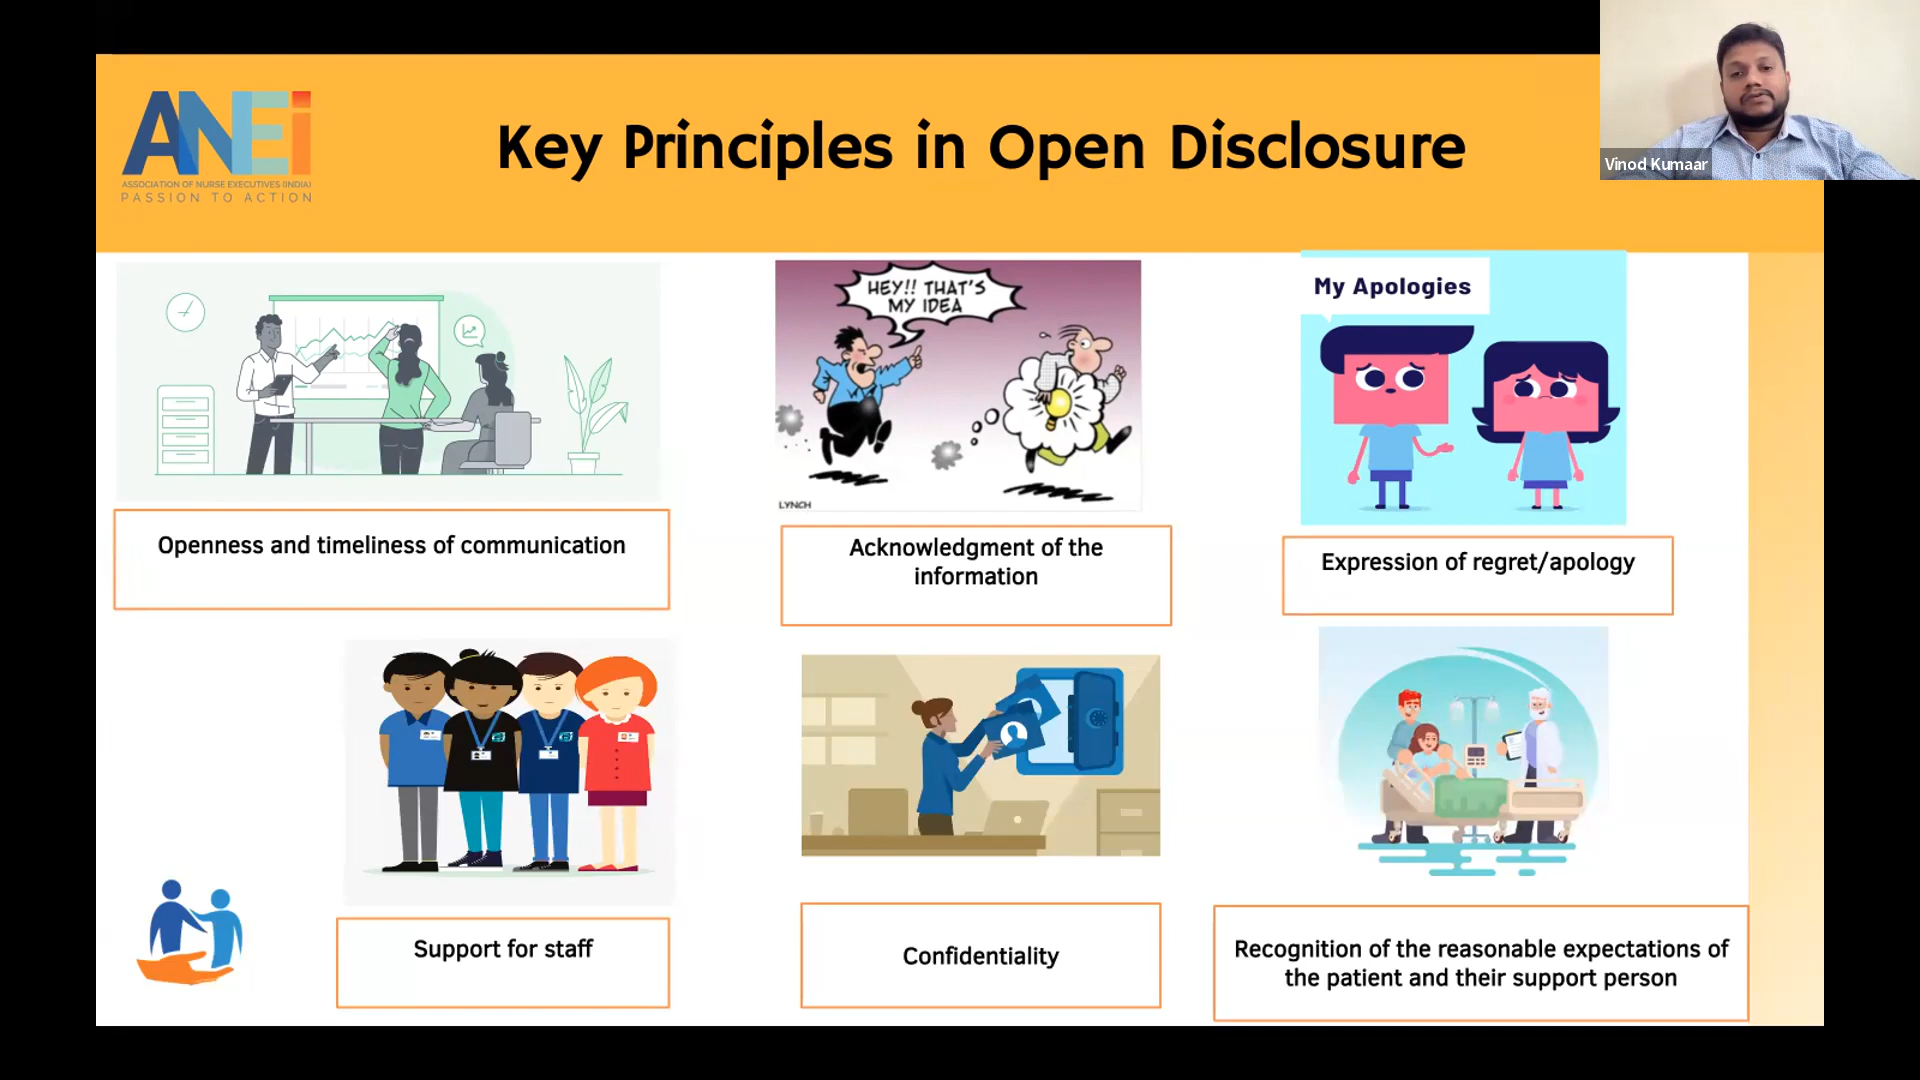 ANEi
ASSOCIATION OF NURSE EXECUTIVES (INDIA)
PASSION TO ACTION
Key Principles in Open Disclosure
Vinod Kumaar
HEY!! THAT'S
MY IDEA
LYNCH
My Apologies
Openness and timeliness of communication
Acknowledgment of the
information
Expression of regret/apology
Support for staff
Confidentiality
Recognition of the reasonable expectations of
the patient and their support person